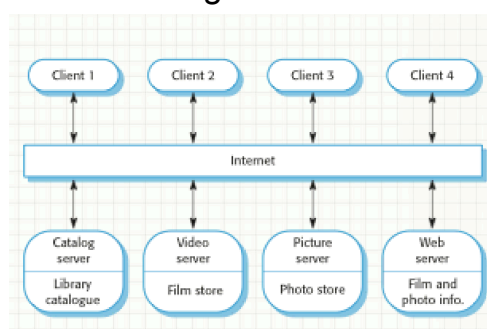 Client 1
Client 2
Client 3
Client 4
Internet
Catalog
server
Library
catalogue
Video
server
Film store
Picture
server
Photo store
Web
server
Film and
photo info.